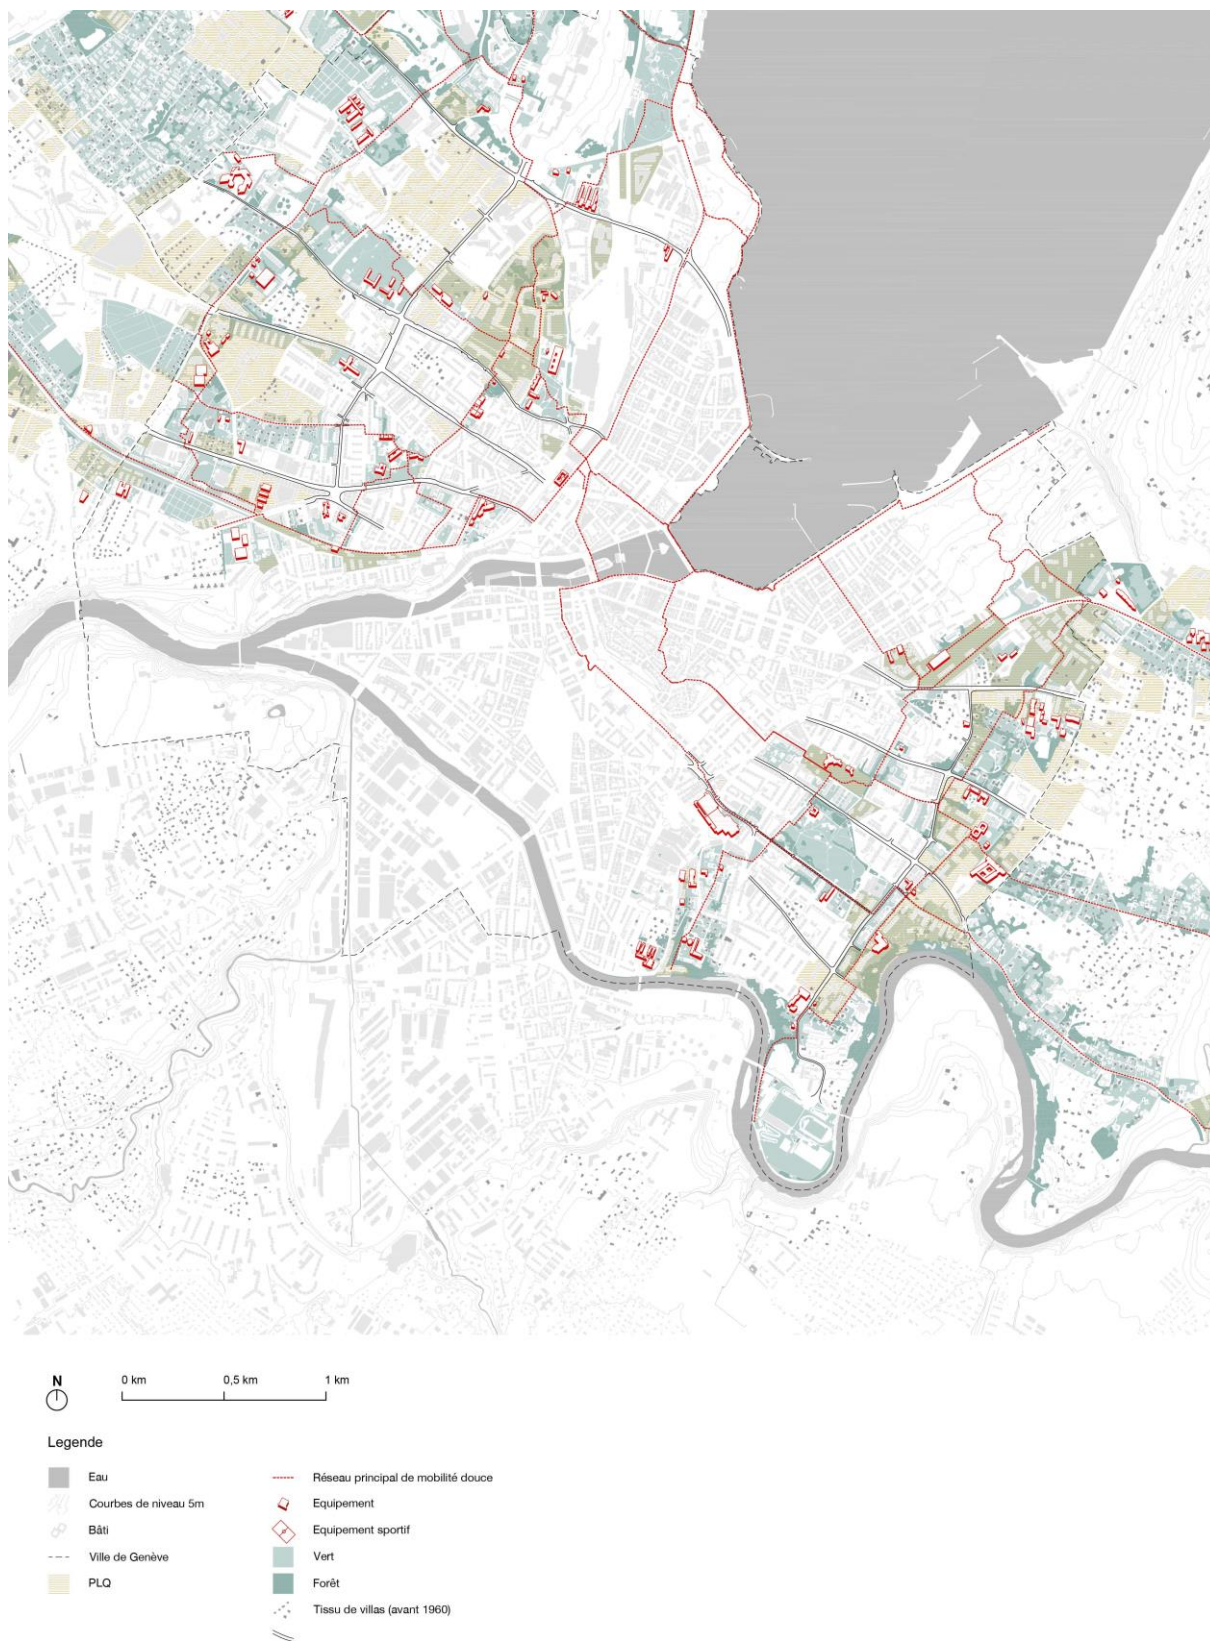 N
0 km 0,5 km 1 km
Legende
Eau
Courbes de niveau 5m
Bâti
Ville de Genève
PLQ
Réseau principal de mobilité douce
Equipement
Equipement sportif
Vert
Forêt
Tissu de villas (avant 1960)